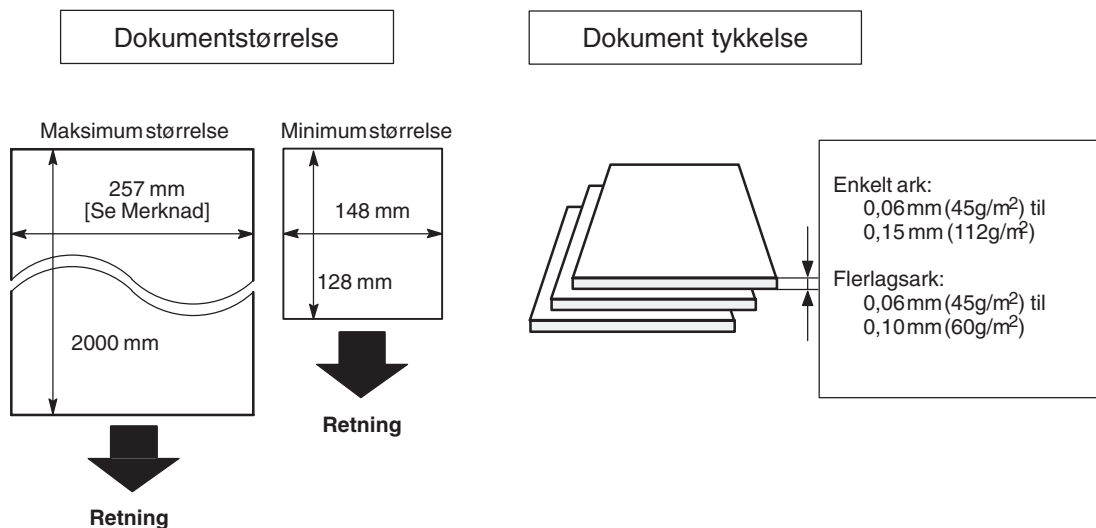 Dokumentstørrelse
Dokument tykkelse
Maksimum størrelse
Minimum størrelse
257 mm
[Se Merknad]
2000 mm
Retning
148 mm
128 mm
Retning
Enkelt ark:
0,06 mm (45g/m²) til
0,15 mm (112g/m²)
Flerlagsark:
0,06 mm (45g/m²) til
0,10 mm (60g/m²)